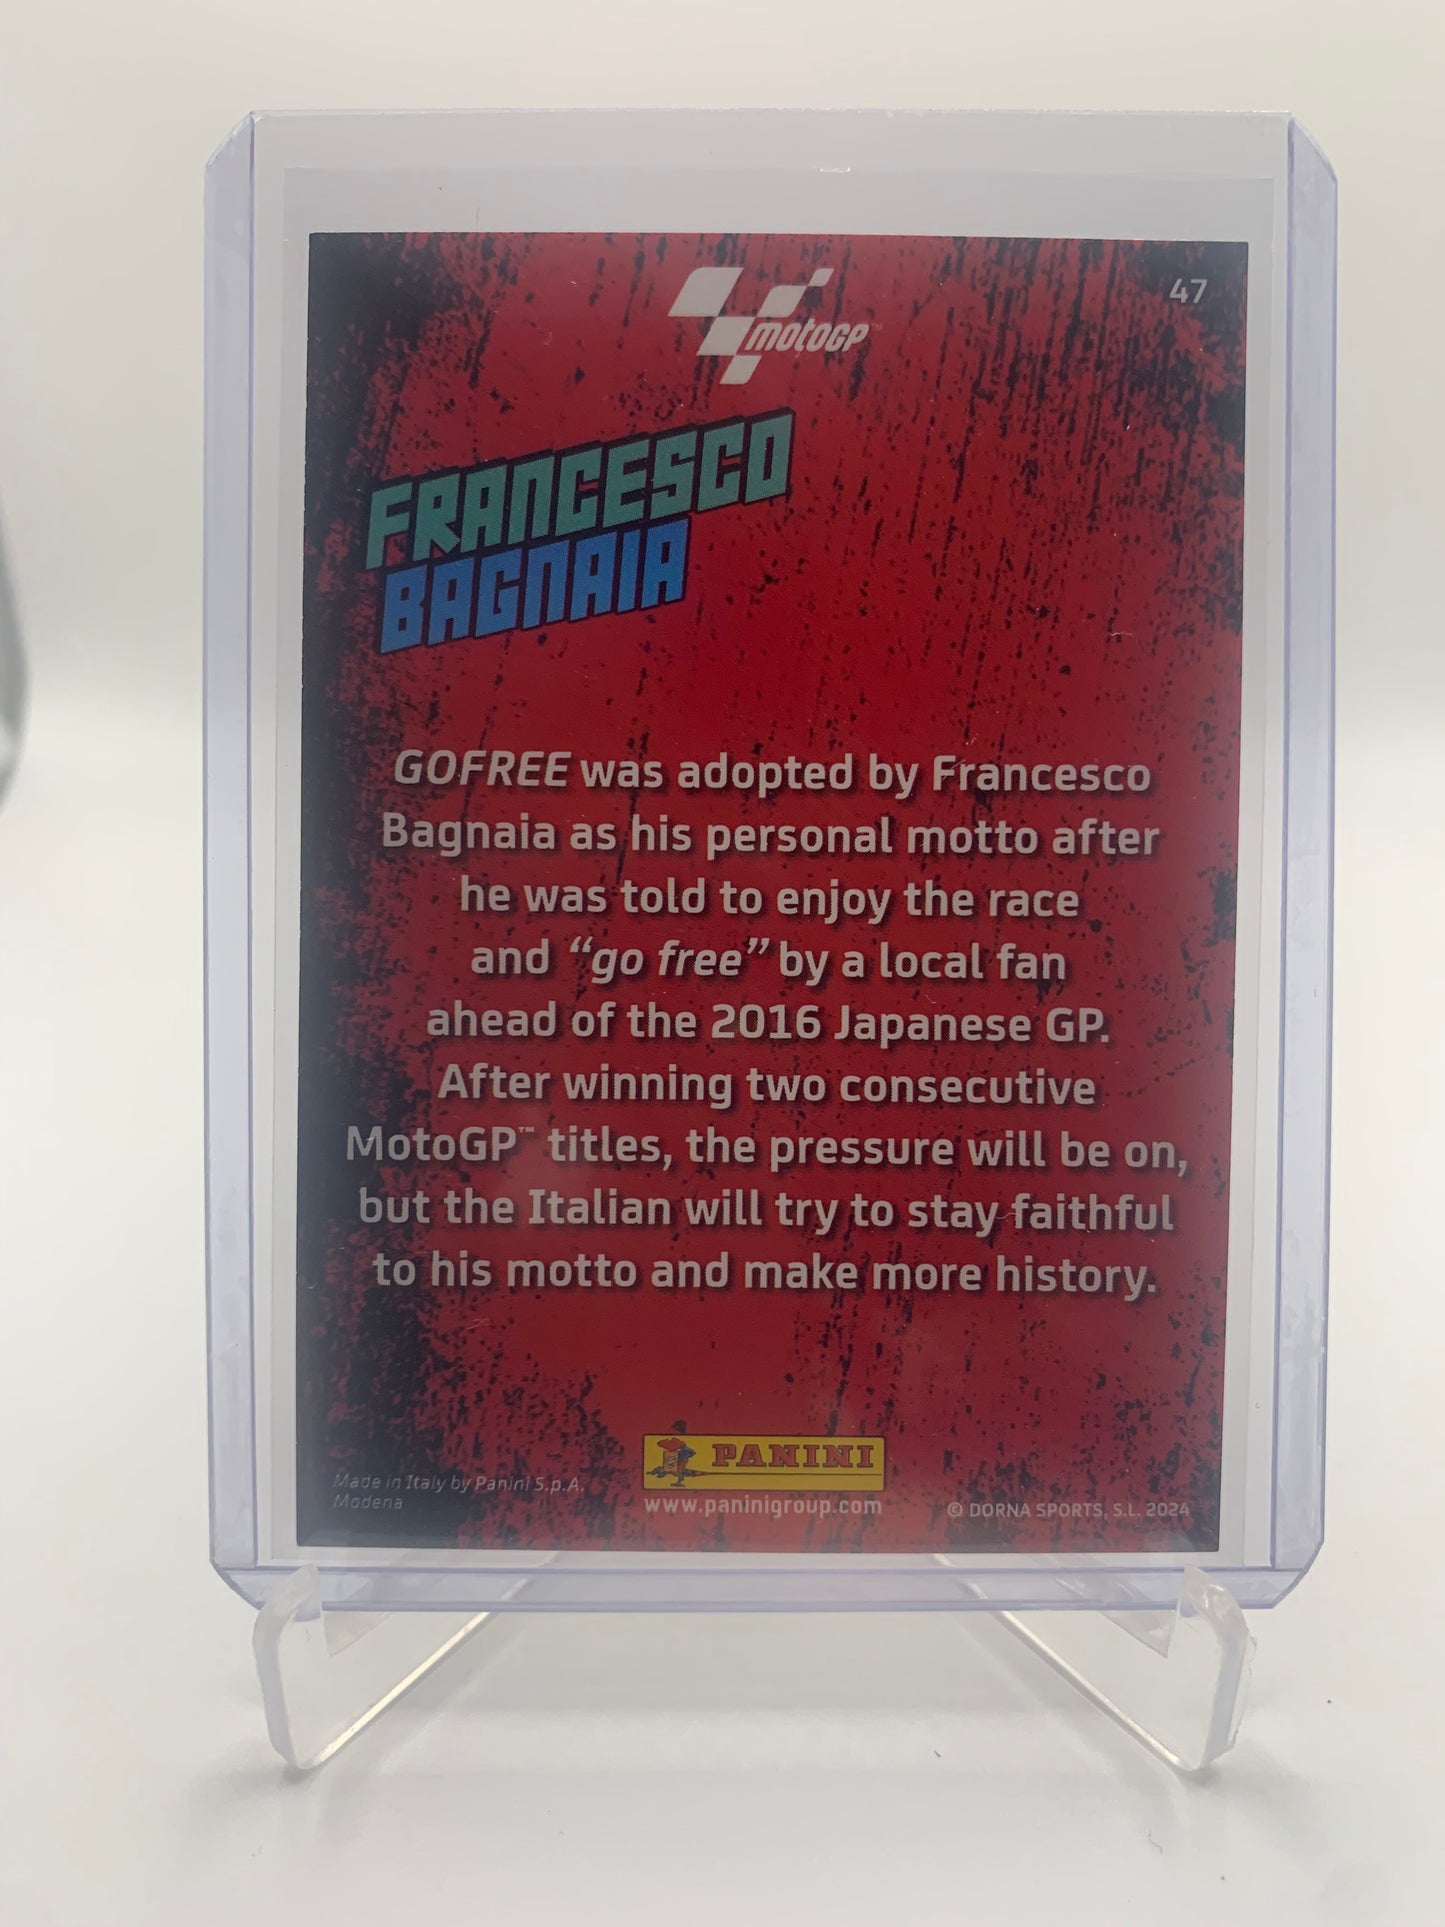 47
motoGP™
FRANCESCO
BAGNAIA
GOFREE was adopted by Francesco
Bagnaia as his personal motto after
he was told to enjoy the race
and “go free” by a local fan
ahead of the 2016 Japanese GP.
After winning two consecutive
MotoGP™ titles, the pressure will be on,
but the Italian will try to stay faithful
to his motto and make more history.
PANINI
Made in Italy by Panini S.p.A.
Modena
www.paninigroup.com
© DORNA SPORTS, S.L. 2024